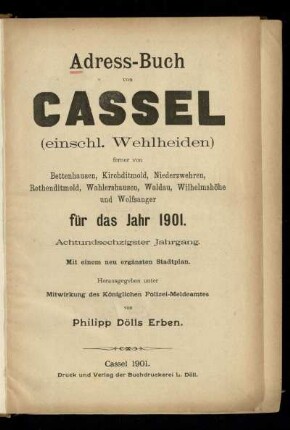 Adress-Buch
von
CASSEL
(einschl. Wehlheiden)
ferner von
Bettenhausen, Kirchditmold, Niederzwehren,
Rothenditmold, Wahlershausen, Waldau, Wilhelmshöhe
und Wolfsanger
für das Jahr 1901.
Achtundsechzigster Jahrgang.
Mit einem neu ergänzten Stadtplan.
Herausgegeben unter
Mitwirkung des Königlichen Polizei-Meldeamtes
von
Philipp Dölls Erben.
Cassel 1901.
Druck und Verlag der Buchdruckerei L. Döll.